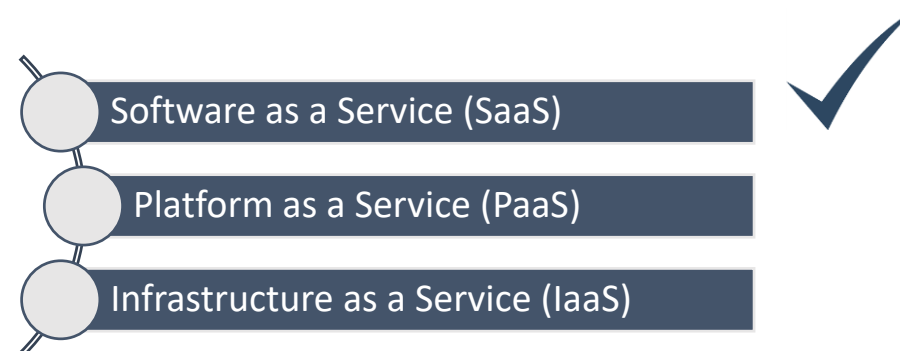 Software as a Service (SaaS)
Platform as a Service (PaaS)
Infrastructure as a Service (IaaS)